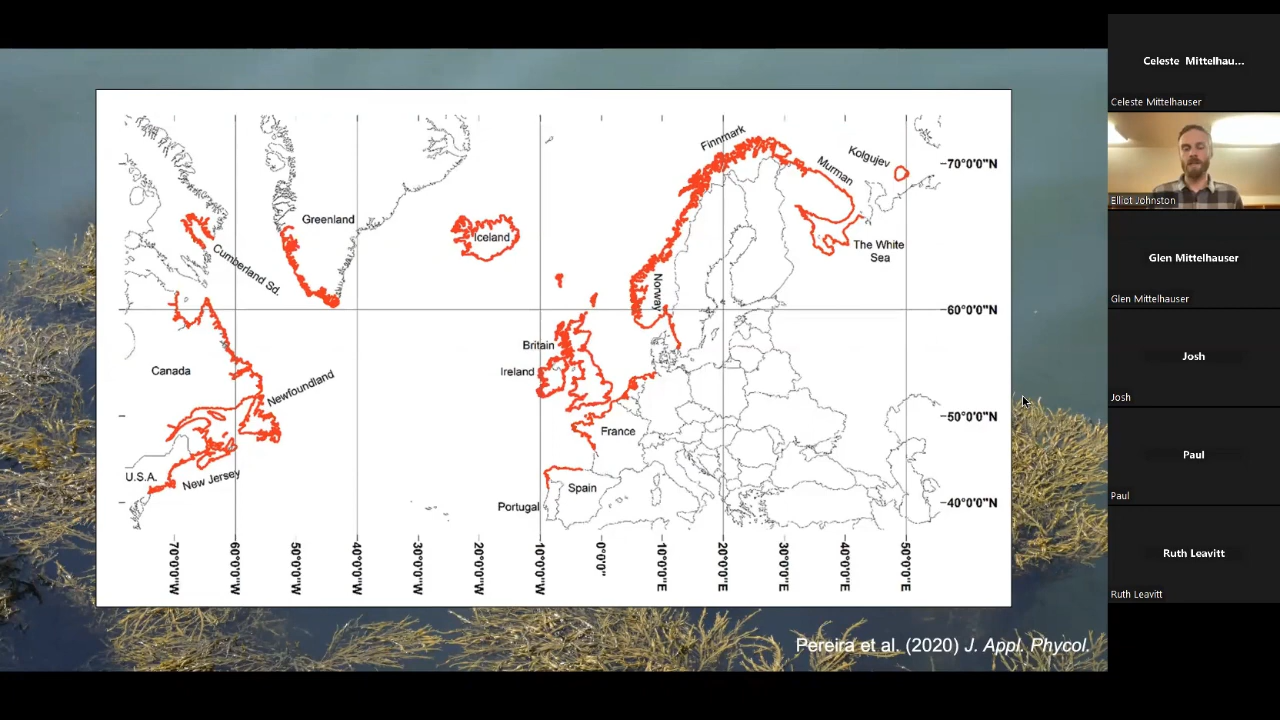 Finnmark
Kolgujev
Murman
70°0'0"N
Greenland
Iceland
The White
Sea
Cumberland Sd.
Norway
60°0'0"N
Britain
Canada
Ireland
Newfoundland
50°0'0"N
France
U.S.A.
New Jersey
Spain
Portugal
40°0'0"N
70°0'0"W
60°0'0"W
50°0'0"W
40°0'0"W
30°0'0"W
20°0'0"W
10°0'0"W
0°0'0"
10°0'0"E
20°0'0"E
30°0'0"E
40°0'0"E
50°0'0"E
Pereira et al. (2020) J. Appl. Phycol.
Celeste Mittelhau...
Celeste Mittelhauser
Elliot Johnston
Glen Mittelhauser
Glen Mittelhauser
Josh
Josh
Paul
Paul
Ruth Leavitt
Ruth Leavitt